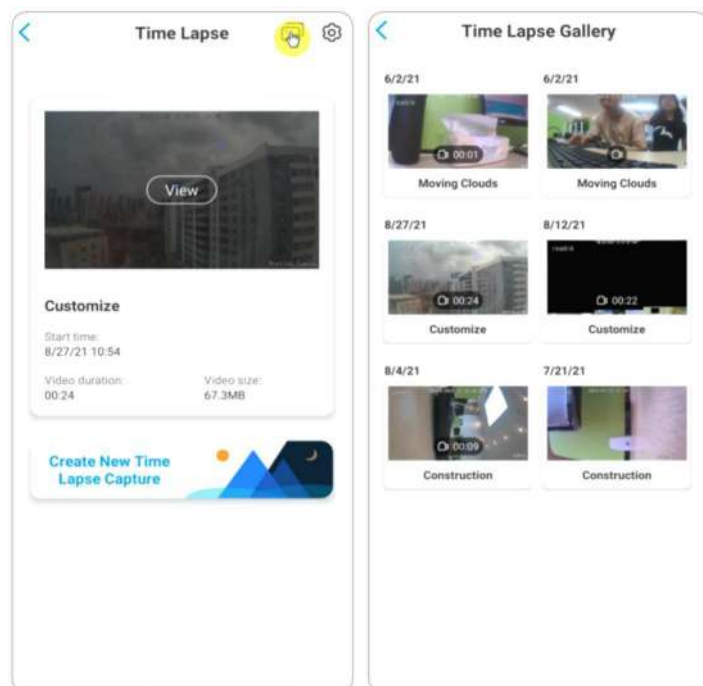 Time Lapse
View
Customize
Start time:
8/27/21 10:54
Video duration: Video size:
00:24 67.3MB
Create New Time
Lapse Capture
Time Lapse Gallery
6/2/21 6/2/21
00:01
Moving Clouds Moving Clouds
8/27/21 8/12/21
00:24 00:22
Customize Customize
8/4/21 7/21/21
00:09
Construction Construction